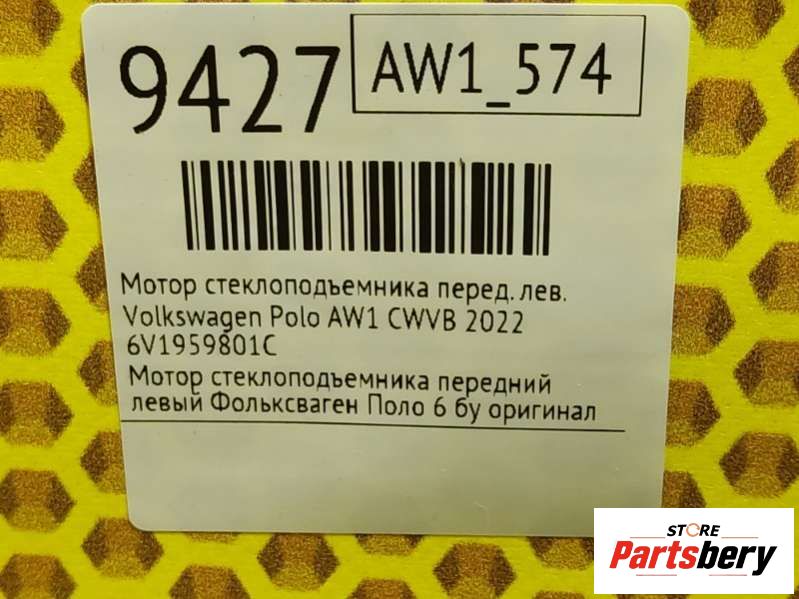 9427
AW1_574
Мотор стеклоподъемника перед. лев.
Volkswagen Polo AW1 CWVB 2022
6V1959801C
Мотор стеклоподъемника передний
левый Фольксваген Поло 6 бу оригинал
STORE
Partsbery